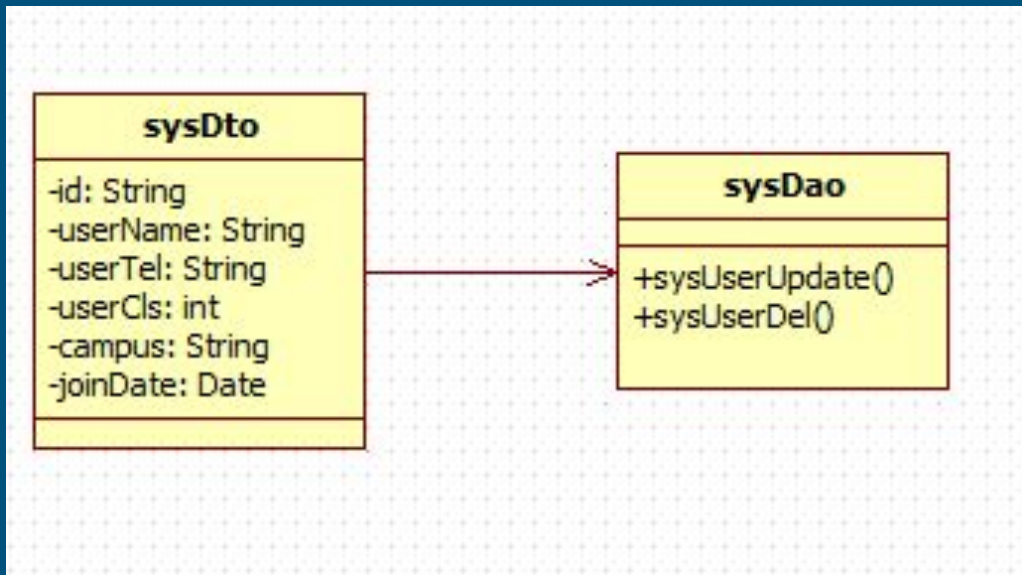 sysDto
-id: String
-userName: String
-userTel: String
-userCls: int
-campus: String
-joinDate: Date
sysDao
+sysUserUpdate()
+sysUserDel()